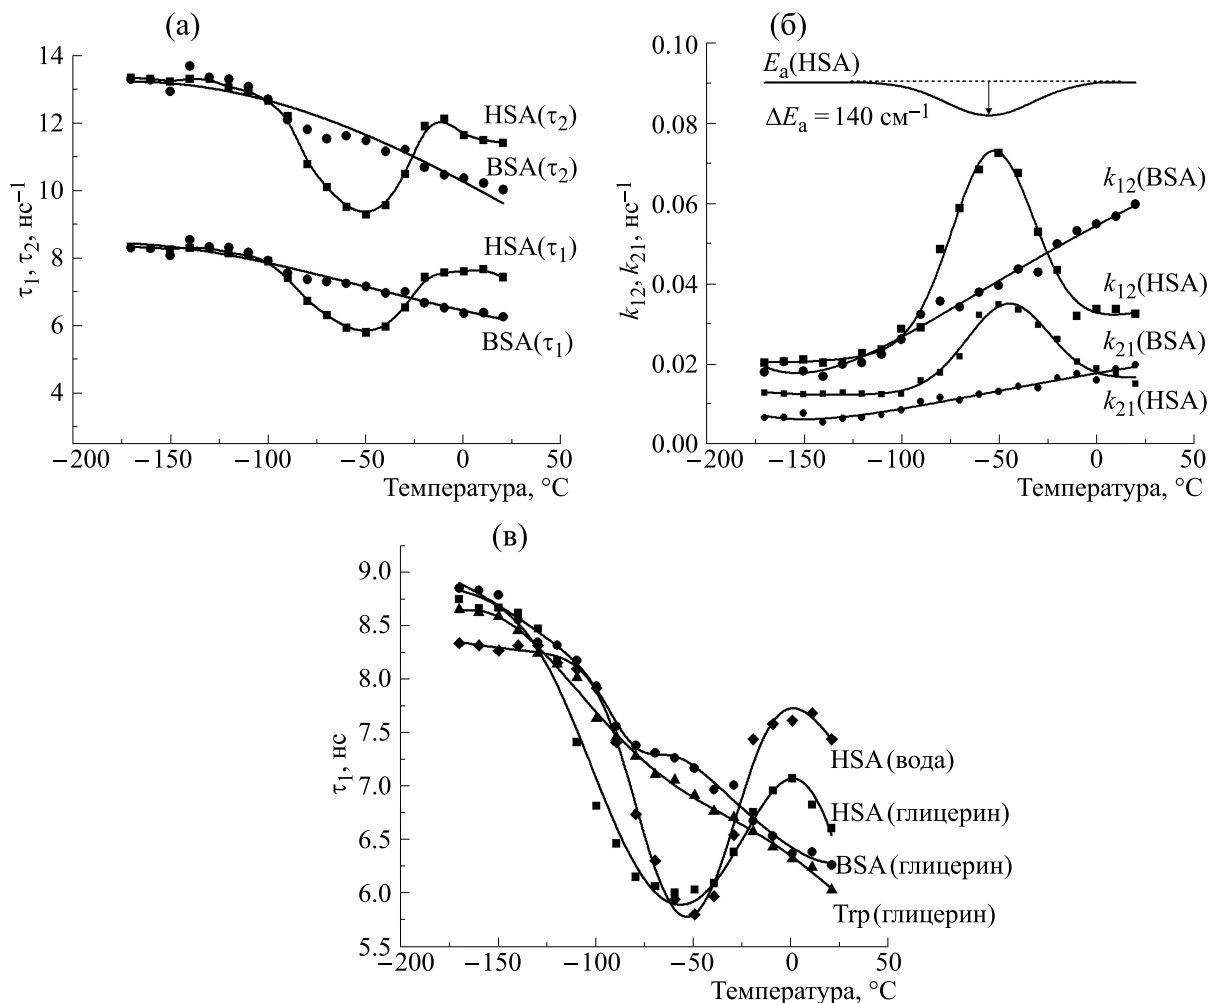 (а)
τ₁, τ₂, нс⁻¹
14
12
10
8
6
4
HSA(τ₂)
BSA(τ₂)
HSA(τ₁)
BSA(τ₁)
−200 −150 −100 −50 0 50
Температура, °C
(б)
k₁₂, k₂₁, нс⁻¹
0.10
0.08
0.06
0.04
0.02
0.00
Eₐ(HSA)
ΔEₐ = 140 см⁻¹
k₁₂(BSA)
k₁₂(HSA)
k₂₁(BSA)
k₂₁(HSA)
−200 −150 −100 −50 0 50
Температура, °C
(в)
τ₁, нс
9.0
8.5
8.0
7.5
7.0
6.5
6.0
5.5
HSA (вода)
HSA (глицерин)
BSA (глицерин)
Trp (глицерин)
−200 −150 −100 −50 0 50
Температура, °C